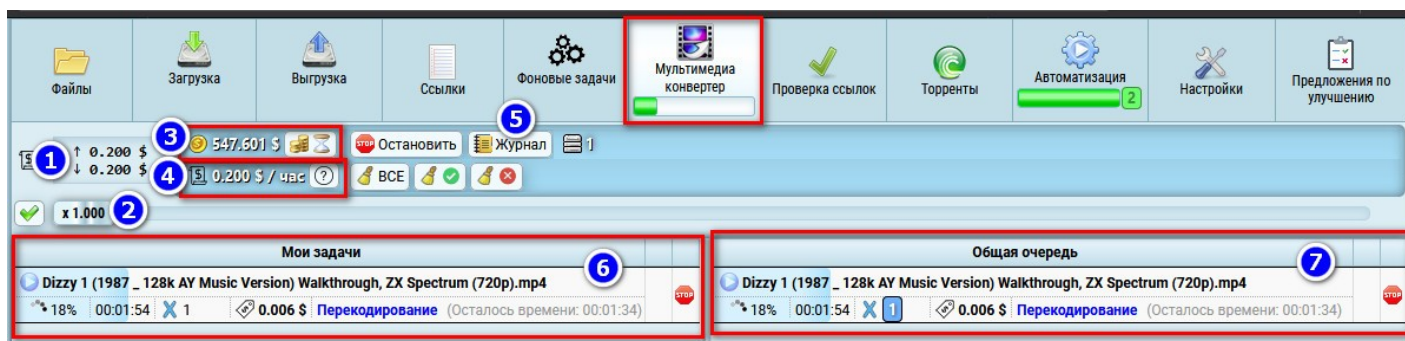 Файлы
Загрузка
Выгрузка
Ссылки
Фоновые задачи
Мультимедиа
конвертер
Проверка ссылок
Торренты
Автоматизация
2
Настройки
Предложения по
улучшению
1
↑ 0.200 $
↓ 0.200 $
3
547.601 $
STOP Остановить
5
Журнал
1
4
0.200 $ / час ?
ВСЕ
x 1.000
2
Мои задачи
6
Dizzy 1 (1987 _ 128k AY Music Version) Walkthrough, ZX Spectrum (720p).mp4
18% 00:01:54 1 0.006 $ Перекодирование (Осталось времени: 00:01:34)
STOP
Общая очередь
7
Dizzy 1 (1987 _ 128k AY Music Version) Walkthrough, ZX Spectrum (720p).mp4
18% 00:01:54 1 0.006 $ Перекодирование (Осталось времени: 00:01:34)
STOP